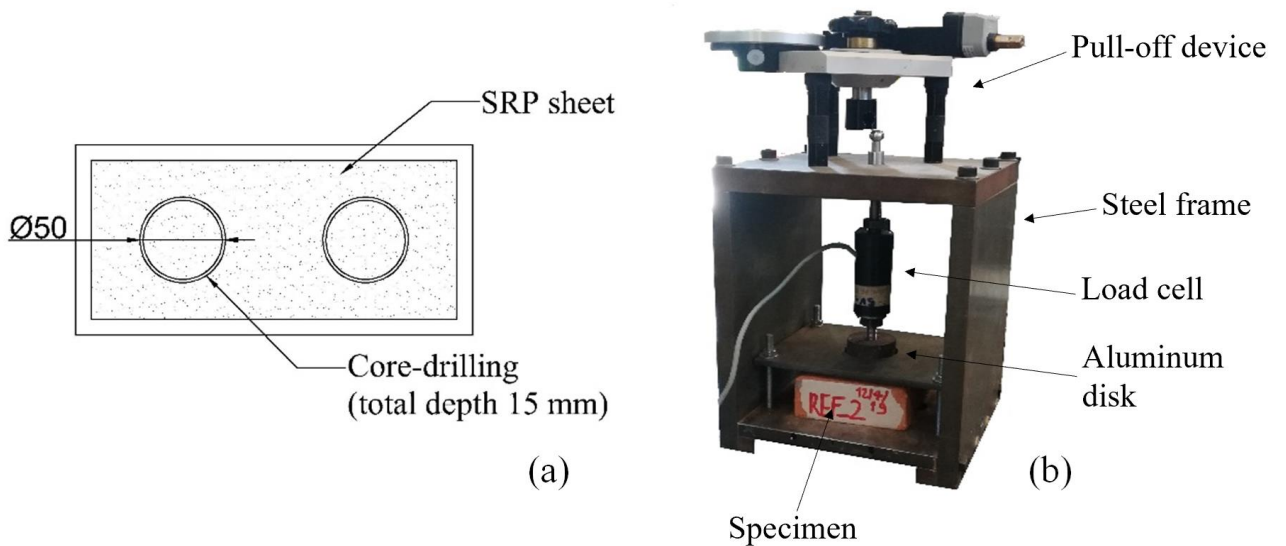 SRP sheet
Ø50
Core-drilling
(total depth 15 mm)
(a)
Pull-off device
Steel frame
Load cell
Aluminum
disk
REF_2
(b)
Specimen